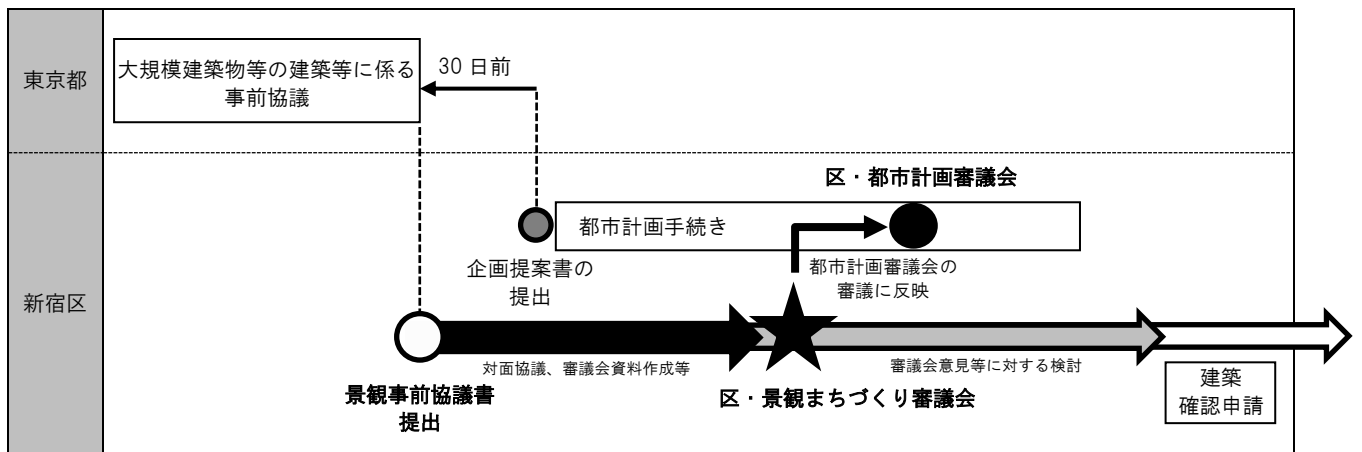 東京都
大規模建築物等の建築等に係る
事前協議
30 日前
新宿区
区・都市計画審議会
都市計画手続き
企画提案書の
提出
都市計画審議会の
審議に反映
対面協議、審議会資料作成等
審議会意見等に対する検討
景観事前協議書
提出
区・景観まちづくり審議会
建築
確認申請